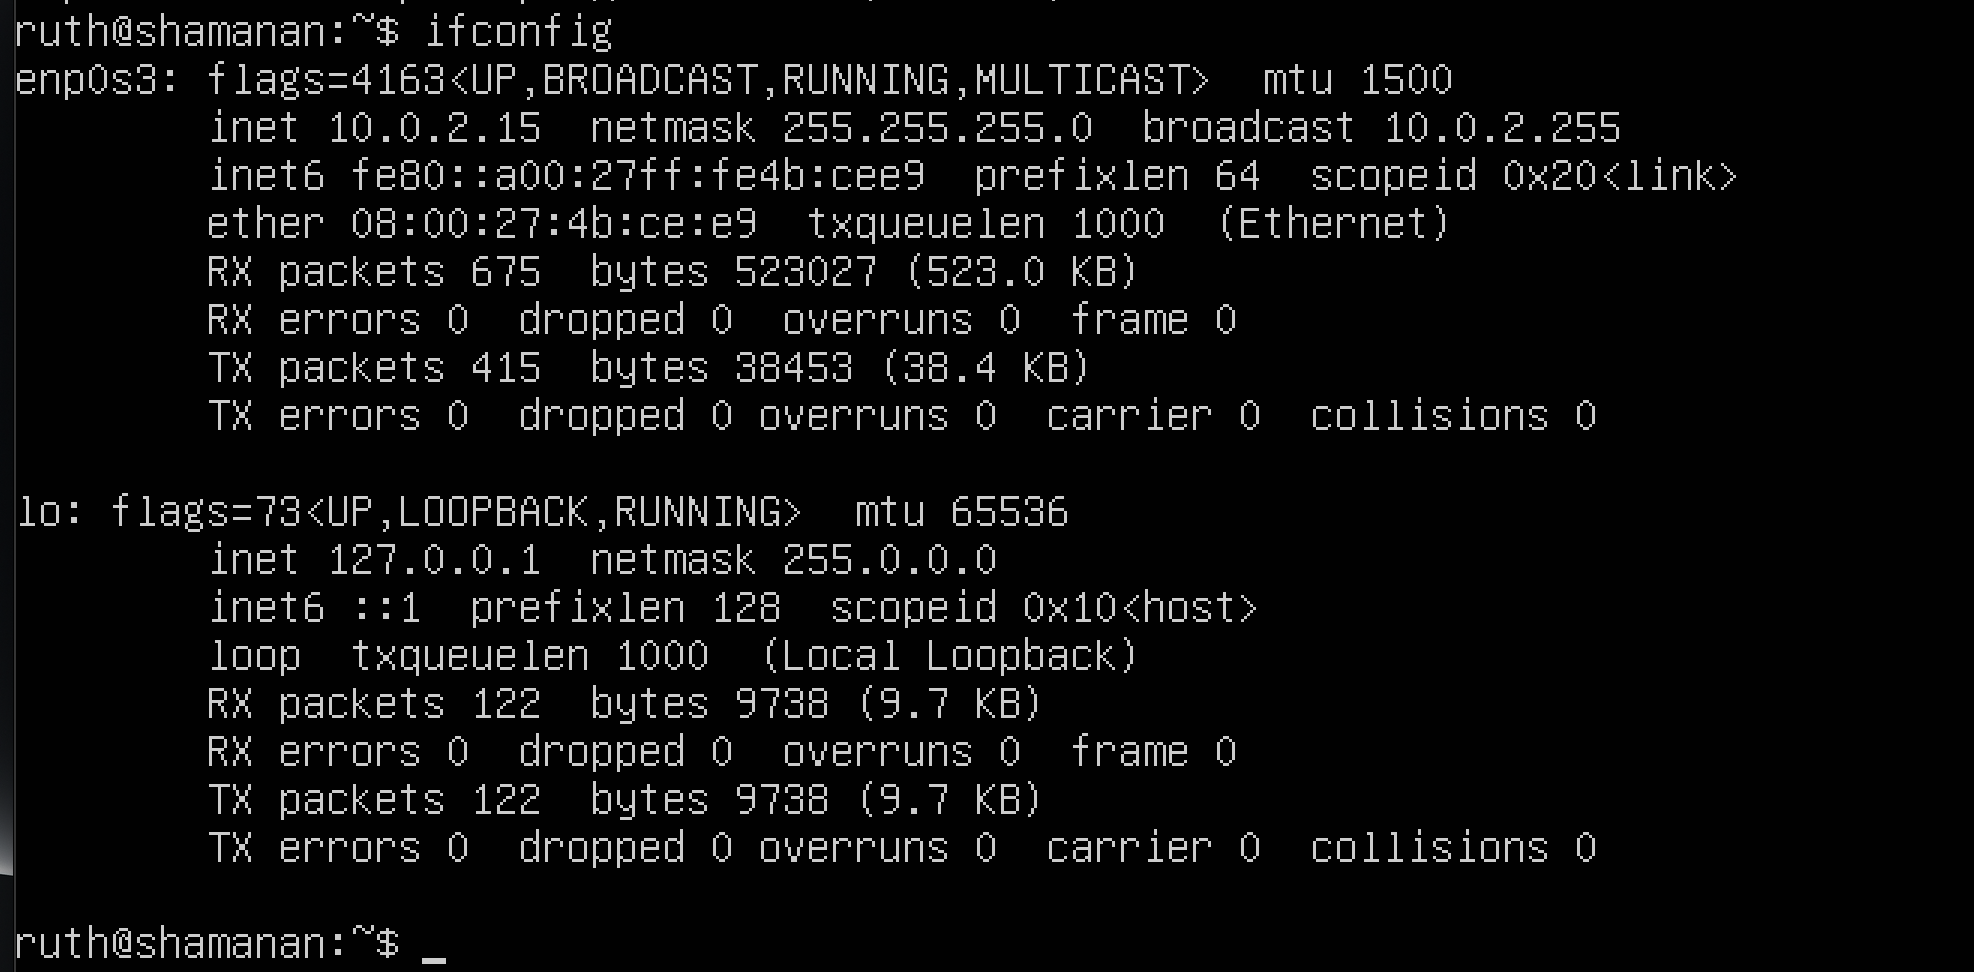 ruth@shamanan:~$ ifconfig
enp0s3: flags=4163<UP,BROADCAST,RUNNING,MULTICAST>  mtu 1500
        inet 10.0.2.15  netmask 255.255.255.0  broadcast 10.0.2.255
        inet6 fe80::a00:27ff:fe4b:cee9  prefixlen 64  scopeid 0x20<link>
        ether 08:00:27:4b:ce:e9  txqueuelen 1000  (Ethernet)
        RX packets 675  bytes 523027 (523.0 KB)
        RX errors 0  dropped 0  overruns 0  frame 0
        TX packets 415  bytes 38453 (38.4 KB)
        TX errors 0  dropped 0 overruns 0  carrier 0  collisions 0

lo: flags=73<UP,LOOPBACK,RUNNING>  mtu 65536
        inet 127.0.0.1  netmask 255.0.0.0
        inet6 ::1  prefixlen 128  scopeid 0x10<host>
        loop  txqueuelen 1000  (Local Loopback)
        RX packets 122  bytes 9738 (9.7 KB)
        RX errors 0  dropped 0  overruns 0  frame 0
        TX packets 122  bytes 9738 (9.7 KB)
        TX errors 0  dropped 0 overruns 0  carrier 0  collisions 0

ruth@shamanan:~$ _